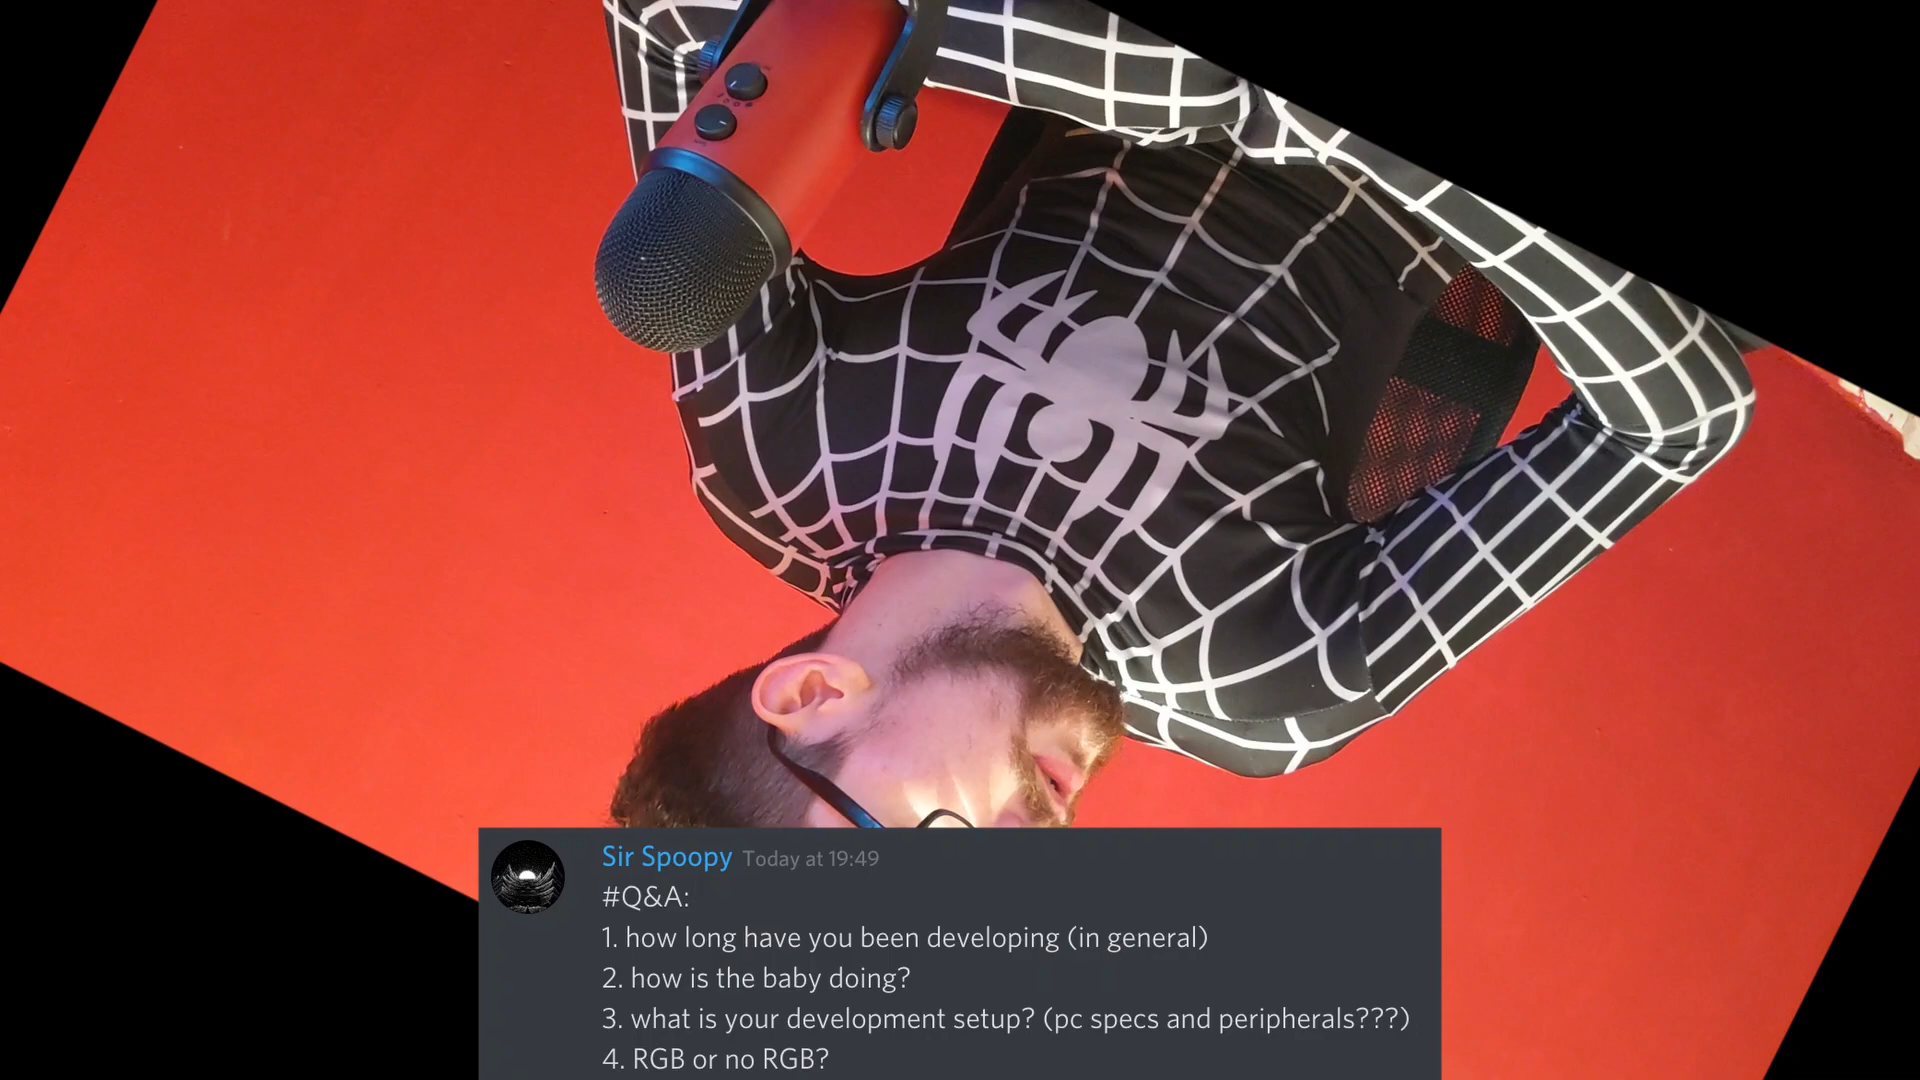 Sir Spoopy Today at 19:49
#Q&A:
1. how long have you been developing (in general)
2. how is the baby doing?
3. what is your development setup? (pc specs and peripherals???)
4. RGB or no RGB?